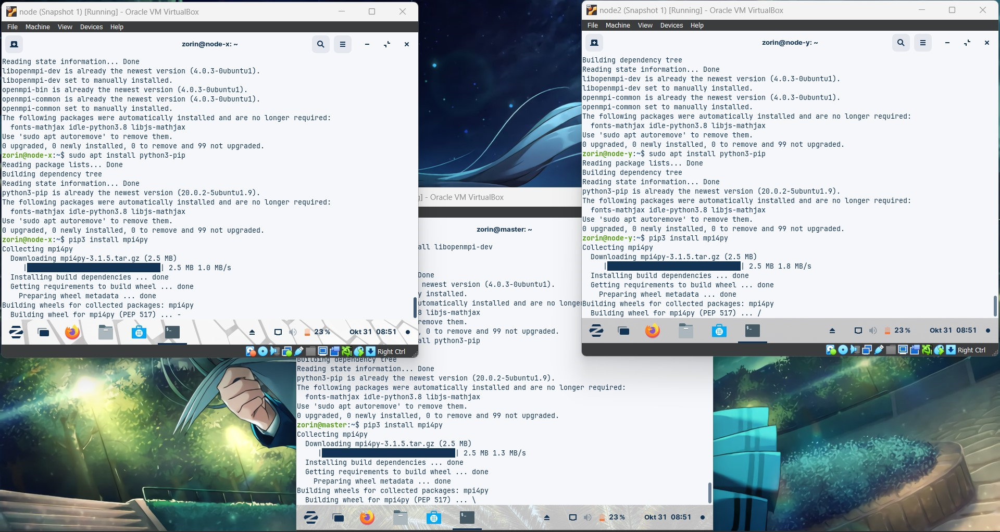 node (Snapshot 1) [Running] - Oracle VM VirtualBox
File Machine View Devices Help
zorin@node-x: ~
Reading state information... Done
libopenmpi-dev is already the newest version (4.0.3-0ubuntu1).
libopenmpi-dev set to manually installed.
openmpi-bin is already the newest version (4.0.3-0ubuntu1).
openmpi-common is already the newest version (4.0.3-0ubuntu1).
openmpi-common set to manually installed.
The following packages were automatically installed and are no longer required:
fonts-mathjax idle-python3.8 libjs-mathjax
Use 'sudo apt autoremove' to remove them.
0 upgraded, 0 newly installed, 0 to remove and 99 not upgraded.
zorin@node-x:~$ sudo apt install python3-pip
Reading package lists... Done
Building dependency tree
Reading state information... Done
python3-pip is already the newest version (20.0.2-5ubuntu1.9).
The following packages were automatically installed and are no longer required:
fonts-mathjax idle-python3.8 libjs-mathjax
Use 'sudo apt autoremove' to remove them.
0 upgraded, 0 newly installed, 0 to remove and 99 not upgraded.
zorin@node-x:~$ pip3 install mpi4py
Collecting mpi4py
Downloading mpi4py-3.1.5.tar.gz (2.5 MB)
| | 2.5 MB 1.0 MB/s
Installing build dependencies ... done
Getting requirements to build wheel ... done
Preparing wheel metadata ... done
Building wheels for collected packages: mpi4py
Building wheel for mpi4py (PEP 517) ... -
23 % Okt 31 08:51
Right Ctrl
node2 (Snapshot 1) [Running] - Oracle VM VirtualBox
File Machine View Devices Help
zorin@node-y: ~
Building dependency tree
Reading state information... Done
libopenmpi-dev is already the newest version (4.0.3-0ubuntu1).
libopenmpi-dev set to manually installed.
openmpi-common is already the newest version (4.0.3-0ubuntu1).
openmpi-common set to manually installed.
The following packages were automatically installed and are no longer required:
fonts-mathjax idle-python3.8 libjs-mathjax
Use 'sudo apt autoremove' to remove them.
0 upgraded, 0 newly installed, 0 to remove and 99 not upgraded.
zorin@node-y:~$ sudo apt install python3-pip
Reading package lists... Done
Building dependency tree
Reading state information... Done
python3-pip is already the newest version (20.0.2-5ubuntu1.9).
The following packages were automatically installed and are no longer required:
fonts-mathjax idle-python3.8 libjs-mathjax
Use 'sudo apt autoremove' to remove them.
0 upgraded, 0 newly installed, 0 to remove and 99 not upgraded.
zorin@node-y:~$ pip3 install mpi4py
Collecting mpi4py
Downloading mpi4py-3.1.5.tar.gz (2.5 MB)
| | 2.5 MB 1.8 MB/s
Installing build dependencies ... done
Getting requirements to build wheel ... done
Preparing wheel metadata ... done
Building wheels for collected packages: mpi4py
Building wheel for mpi4py (PEP 517) ... /
23 % Okt 31 08:51
Right Ctrl
g] - Oracle VM VirtualBox
zorin@master: ~
all libopenmpi-dev
Done
newest version (4.0.3-0ubuntu1).
y installed.
utomatically installed and are no longer
8 libjs-mathjax
remove them.
, 0 to remove and 99 not upgraded.
all python3-pip
Building dependency tree
Reading state information... Done
python3-pip is already the newest version (20.0.2-5ubuntu1.9).
The following packages were automatically installed and are no longer required:
fonts-mathjax idle-python3.8 libjs-mathjax
Use 'sudo apt autoremove' to remove them.
0 upgraded, 0 newly installed, 0 to remove and 99 not upgraded.
zorin@master:~$ pip3 install mpi4py
Collecting mpi4py
Downloading mpi4py-3.1.5.tar.gz (2.5 MB)
| | 2.5 MB 1.3 MB/s
Installing build dependencies ... done
Getting requirements to build wheel ... done
Preparing wheel metadata ... done
Building wheels for collected packages: mpi4py
Building wheel for mpi4py (PEP 517) ... \
23 % Okt 31 08:51